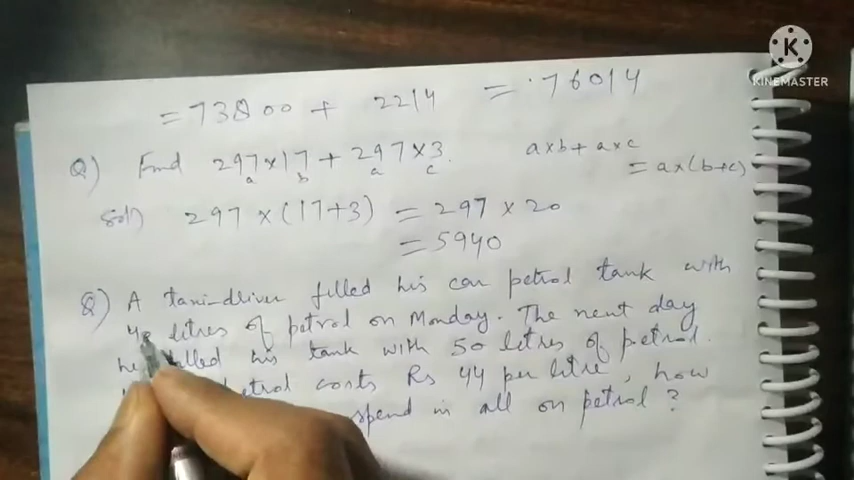 KINEMASTER
= 73800 + 2214 = 76014
Q) Find 297×17 + 297×3. a×b + a×c
a b a c = a×(b+c)
Soln) 297 × (17+3) = 297 × 20
= 5940
Q) A taxi-driver filled his car petrol tank with
40 litres of petrol on Monday. The next day
he filled his tank with 50 litres of petrol.
petrol costs Rs 44 per litre, how
spend in all on petrol?